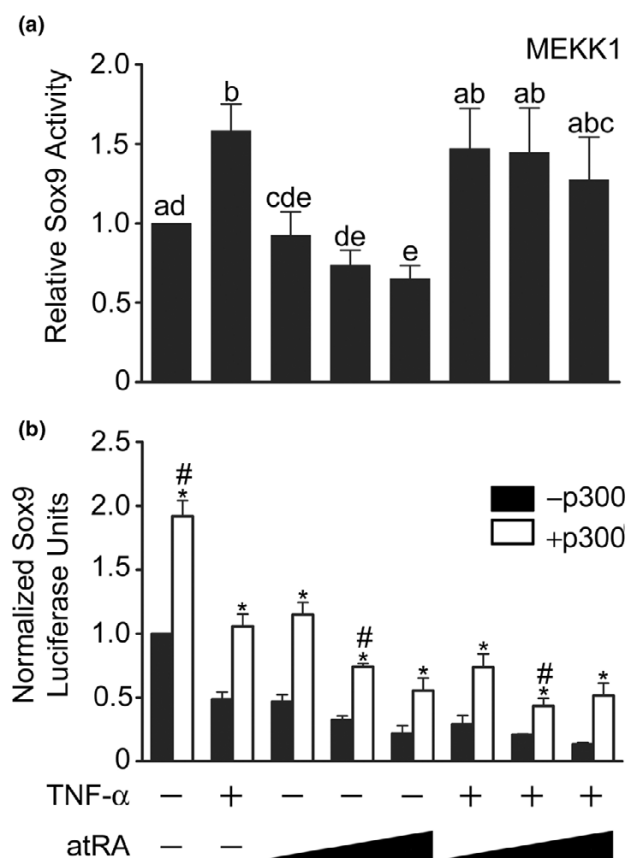 (a)
MEKK1
Relative Sox9 Activity
2.0
1.5
1.0
0.5
0
ad
b
cde
de
e
ab
ab
abc
(b)
Normalized Sox9
Luciferase Units
2.5
2.0
1.5
1.0
0.5
0
#
*
*
*
#
*
*
*
#
*
*
–p300
+p300
TNF-α – + – – – + + +
atRA – –